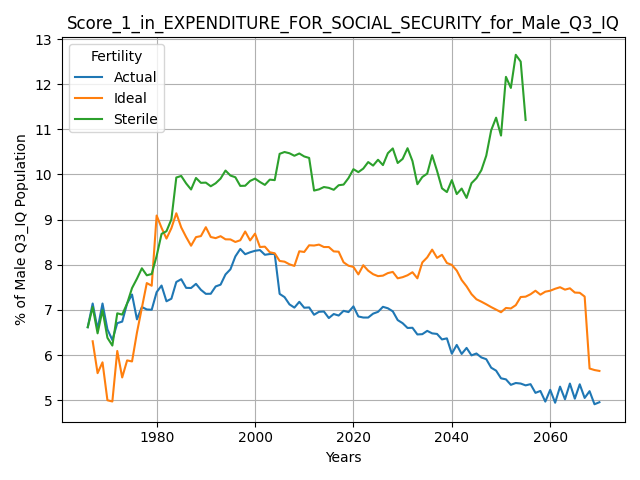 Score_1_in_EXPENDITURE_FOR_SOCIAL_SECURITY_for_Male_Q3_IQ
% of Male Q3_IQ Population
13
12
11
10
9
8
7
6
5
Fertility
Actual
Ideal
Sterile
1980 2000 2020 2040 2060
Years